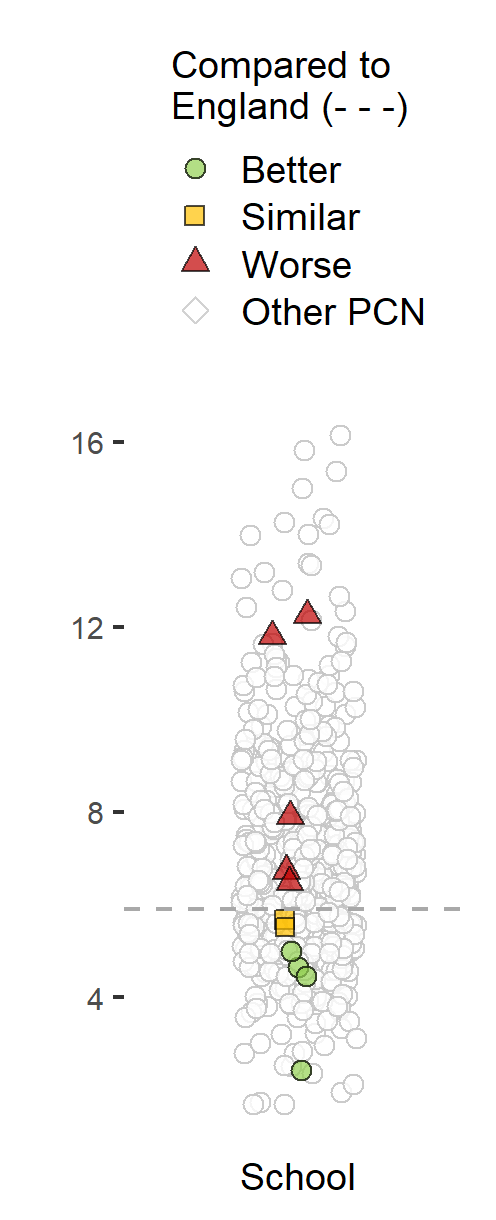 Compared to
England (- - -)
Better
Similar
Worse
Other PCN
16
12
8
4
School